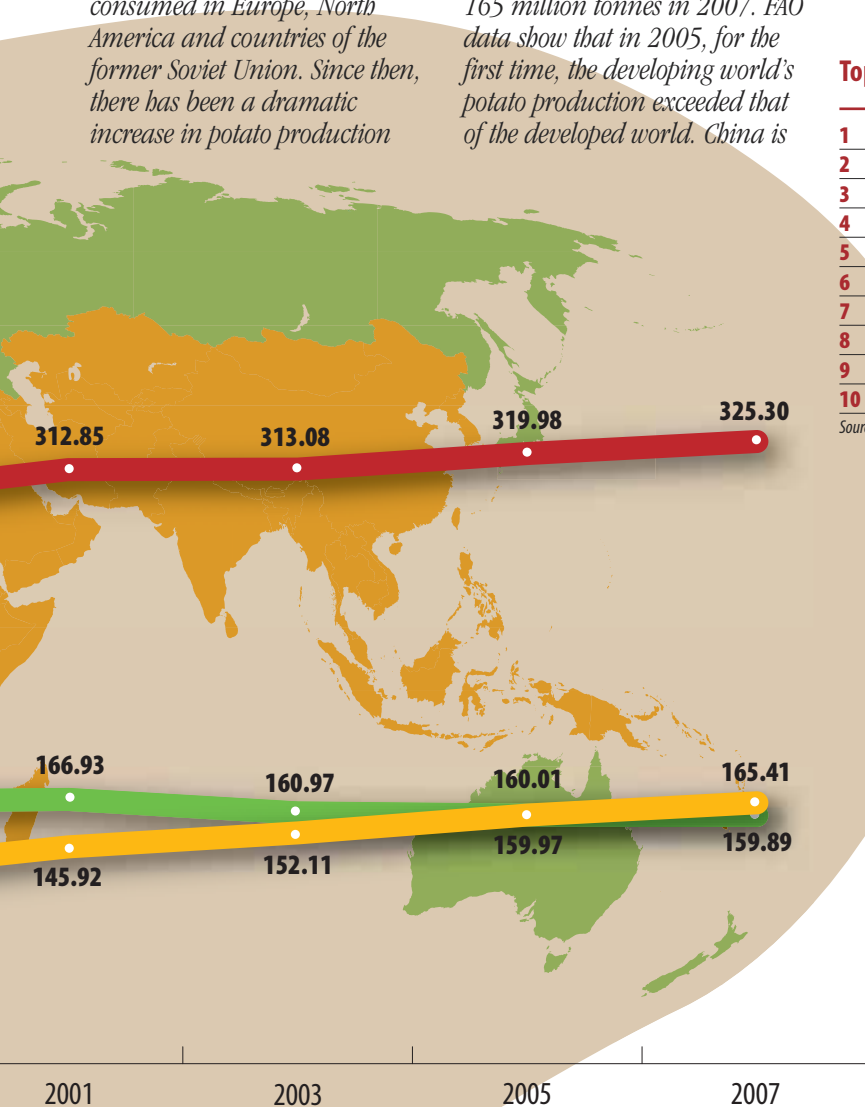 consumed in Europe, North
America and countries of the
former Soviet Union. Since then,
there has been a dramatic
increase in potato production
165 million tonnes in 2007. FAO
data show that in 2005, for the
first time, the developing world's
potato production exceeded that
of the developed world. China is
1
2
3
4
5
6
7
8
9
10
312.85
313.08
319.98
325.30
166.93
160.97
160.01
165.41
145.92
152.11
159.97
159.89
2001
2003
2005
2007